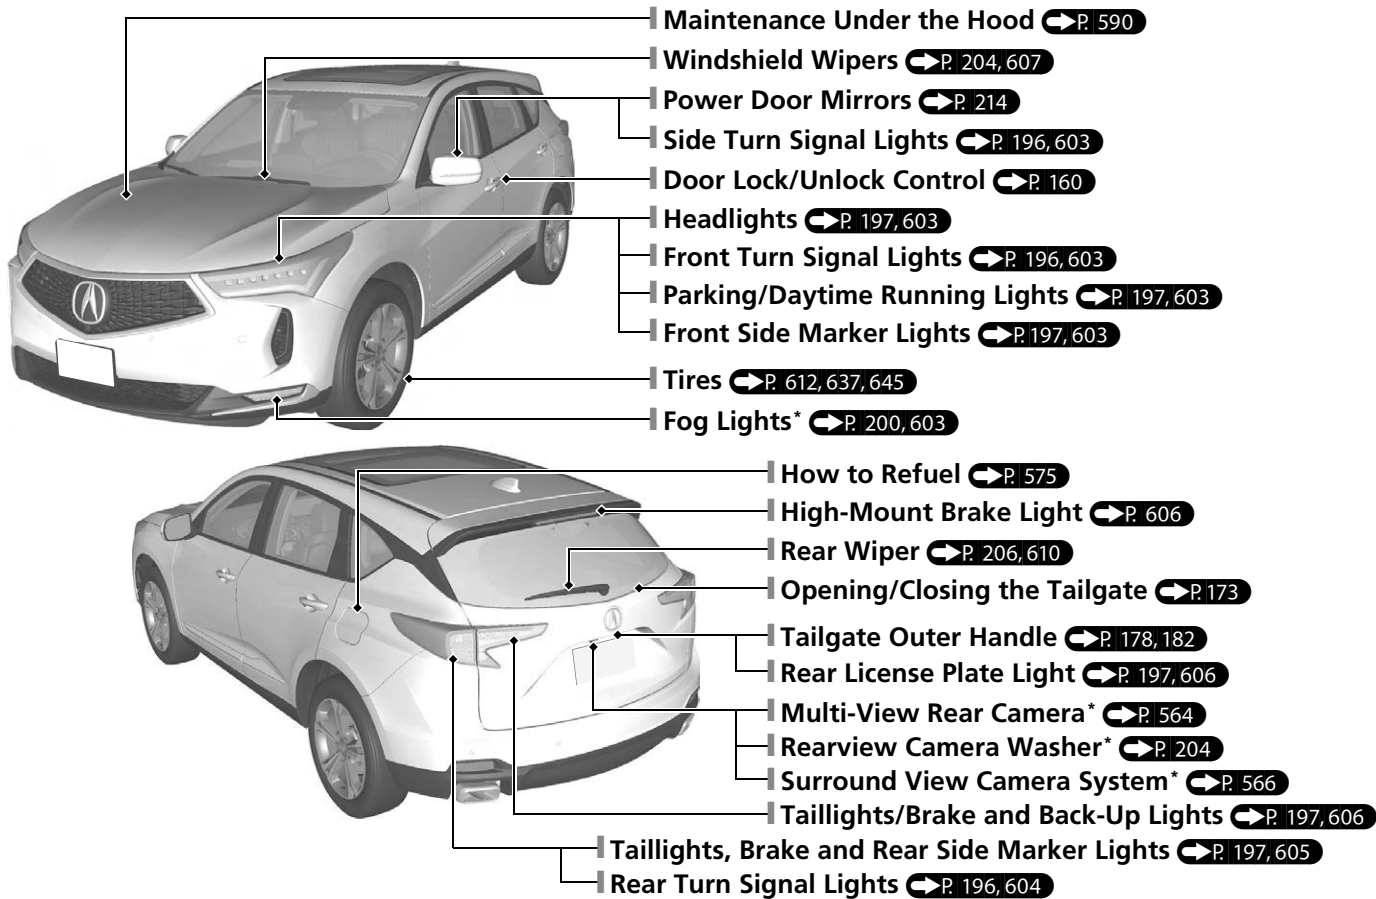 Maintenance Under the Hood P. 590
Windshield Wipers P. 204, 607
Power Door Mirrors P. 214
Side Turn Signal Lights P. 196, 603
Door Lock/Unlock Control P. 160
Headlights P. 197, 603
Front Turn Signal Lights P. 196, 603
Parking/Daytime Running Lights P. 197, 603
Front Side Marker Lights P. 197, 603
Tires P. 612, 637, 645
Fog Lights* P. 200, 603
How to Refuel P. 575
High-Mount Brake Light P. 606
Rear Wiper P. 206, 610
Opening/Closing the Tailgate P. 173
Tailgate Outer Handle P. 178, 182
Rear License Plate Light P. 197, 606
Multi-View Rear Camera* P. 564
Rearview Camera Washer* P. 204
Surround View Camera System* P. 566
Taillights/Brake and Back-Up Lights P. 197, 606
Taillights, Brake and Rear Side Marker Lights P. 197, 605
Rear Turn Signal Lights P. 196, 604